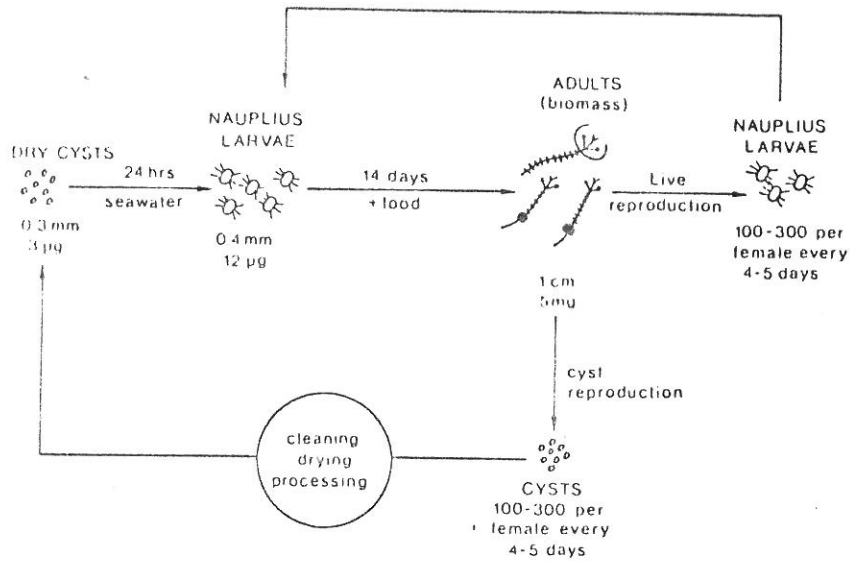 ADULTS
(biomass)
NAUPLIUS
LARVAE
NAUPLIUS
LARVAE
DRY CYSTS
24 hrs
seawater
14 days
+ food
Live
reproduction
0.3 mm
3 µg
0.4 mm
12 µg
100-300 per
female every
4-5 days
1 cm
5mg
cyst
reproduction
cleaning
drying
processing
CYSTS
100-300 per
female every
4-5 days